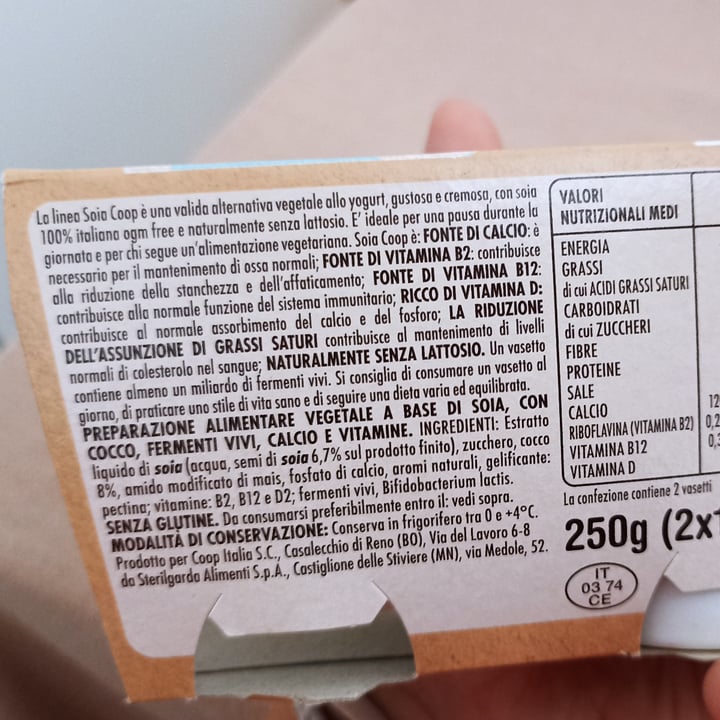 La linea Soia Coop è una valida alternativa vegetale allo yogurt, gustosa e cremosa, con soia
100% italiana ogm free e naturalmente senza lattosio. E' ideale per una pausa durante la
giornata e per chi segue un'alimentazione vegetariana. Soia Coop è: FONTE DI CALCIO: è
necessario per il mantenimento di ossa normali; FONTE DI VITAMINA B2: contribuisce
alla riduzione della stanchezza e dell'affaticamento; FONTE DI VITAMINA B12:
contribuisce alla normale funzione del sistema immunitario; RICCO DI VITAMINA D:
contribuisce al normale assorbimento del calcio e del fosforo; LA RIDUZIONE
DELL'ASSUNZIONE DI GRASSI SATURI contribuisce al mantenimento di livelli
normali di colesterolo nel sangue; NATURALMENTE SENZA LATTOSIO. Un vasetto
contiene almeno un miliardo di fermenti vivi. Si consiglia di consumare un vasetto al
giorno, di praticare uno stile di vita sano e di seguire una dieta varia ed equilibrata.
PREPARAZIONE ALIMENTARE VEGETALE A BASE DI SOIA, CON
COCCO, FERMENTI VIVI, CALCIO E VITAMINE. INGREDIENTI: Estratto
liquido di soia (acqua, semi di soia 6,7% sul prodotto finito), zucchero, cocco
8%, amido modificato di mais, fosfato di calcio, aromi naturali, gelificante:
pectina; vitamine: B2, B12 e D2; fermenti vivi, Bifidobacterium lactis.
SENZA GLUTINE. Da consumarsi preferibilmente entro il: vedi sopra.
MODALITÀ DI CONSERVAZIONE: Conserva in frigorifero tra 0 e +4°C.
Prodotto per Coop Italia S.C., Casalecchio di Reno (BO), Via del Lavoro 6-8
da Sterilgarda Alimenti S.p.A., Castiglione delle Stiviere (MN), via Medole, 52.
VALORI
NUTRIZIONALI MEDI
ENERGIA
GRASSI
di cui ACIDI GRASSI SATURI
CARBOIDRATI
di cui ZUCCHERI
FIBRE
PROTEINE
SALE
CALCIO 12
RIBOFLAVINA (VITAMINA B2) 0,2
VITAMINA B12 0,3
VITAMINA D
La confezione contiene 2 vasetti
250g (2x1
IT
03 74
CE